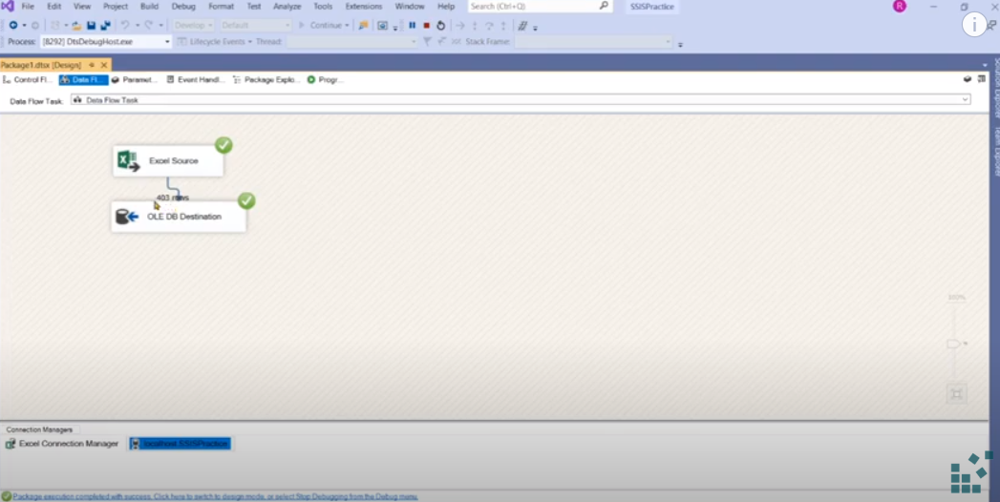 File Edit View Project Build Debug Format Test Analyze Tools Extensions Window Help Search (Ctrl+Q) SSISPractice R
Develop Default Continue
Process: [8292] DtsDebugHost.exe Lifecycle Events Thread: Stack Frame:
Package1.dtsx [Design]
Control Fl... Data Fl... Paramet... Event Handl... Package Explo... Progr...
Data Flow Task: Data Flow Task
Solution Explorer
Team Explorer
Excel Source
403 rows
OLE DB Destination
100%
Connection Managers
Excel Connection Manager localhost.SSISPractice
Package execution completed with success. Click here to switch to design mode, or select Stop Debugging from the Debug menu.